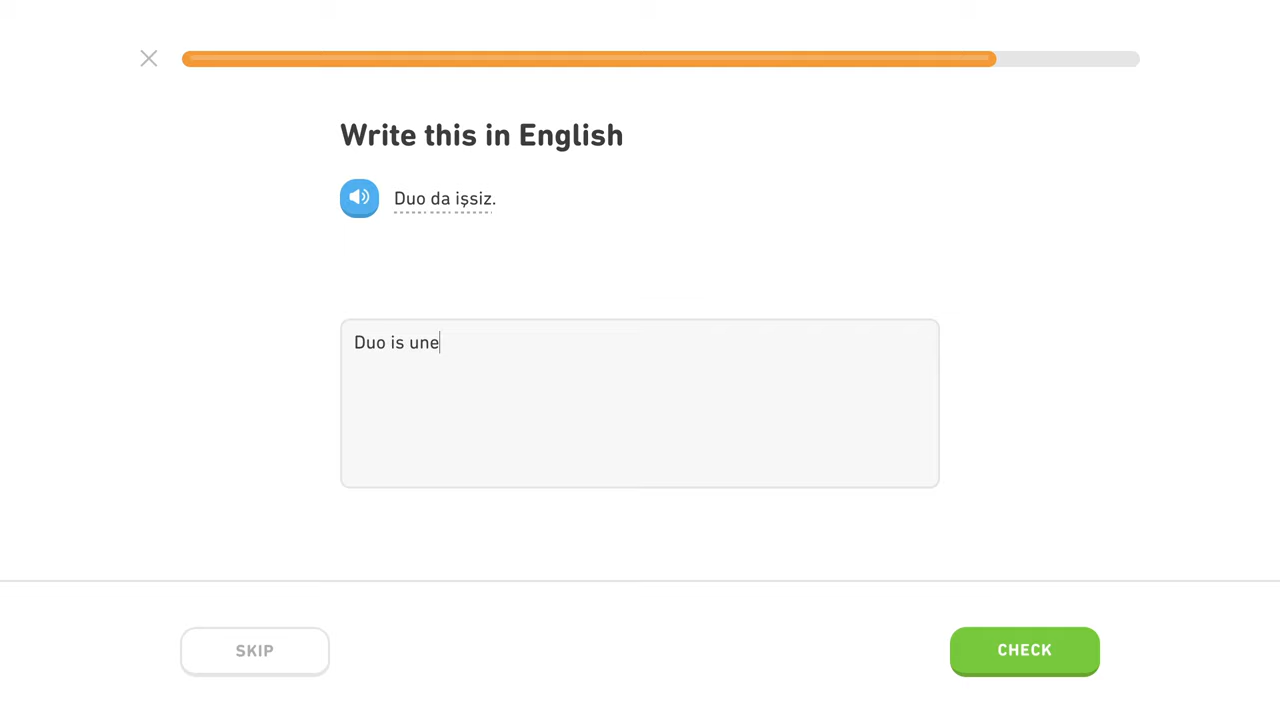 Write this in English
Duo da işsiz.
Duo is une
SKIP
CHECK